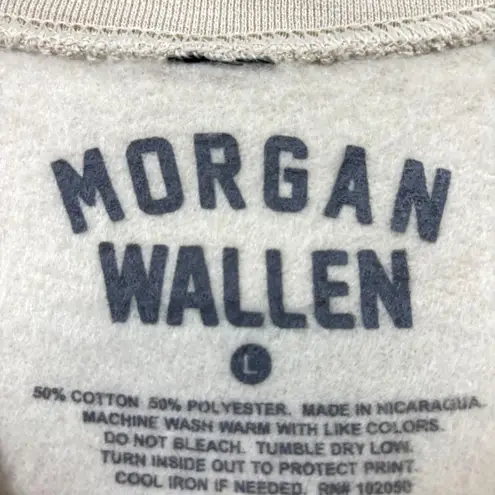 MORGAN
WALLEN
L
50% COTTON 50% POLYESTER. MADE IN NICARAGUA.
MACHINE WASH WARM WITH LIKE COLORS.
DO NOT BLEACH. TUMBLE DRY LOW.
TURN INSIDE OUT TO PROTECT PRINT.
COOL IRON IF NEEDED. RN# 102050